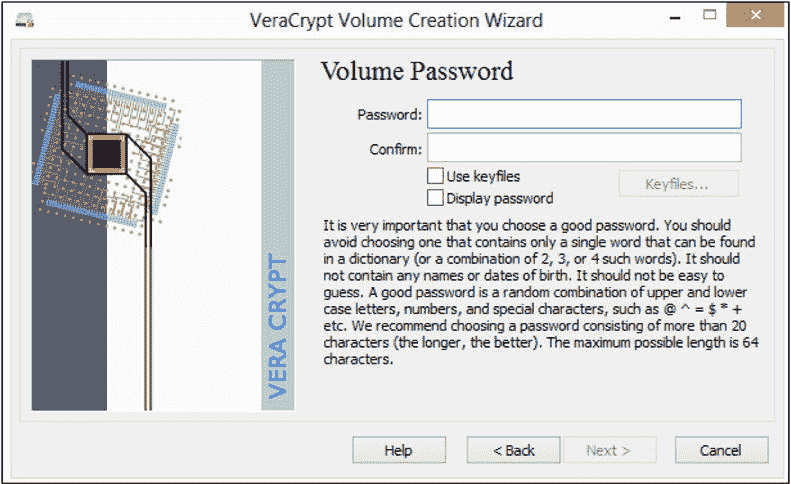 VeraCrypt Volume Creation Wizard
Volume Password
Password:
Confirm:
Use keyfiles
Keyfiles...
Display password
It is very important that you choose a good password. You should
avoid choosing one that contains only a single word that can be found
in a dictionary (or a combination of 2, 3, or 4 such words). It should
not contain any names or dates of birth. It should not be easy to
guess. A good password is a random combination of upper and lower
case letters, numbers, and special characters, such as @ ^ = $ * +
etc. We recommend choosing a password consisting of more than 20
characters (the longer, the better). The maximum possible length is 64
characters.
VERA CRYPT
Help
< Back
Next >
Cancel